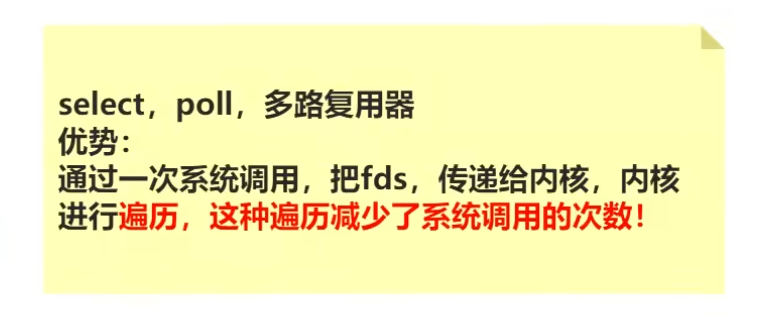 select，poll，多路复用器
优势：
通过一次系统调用，把fds，传递给内核，内核
进行遍历，这种遍历减少了系统调用的次数！